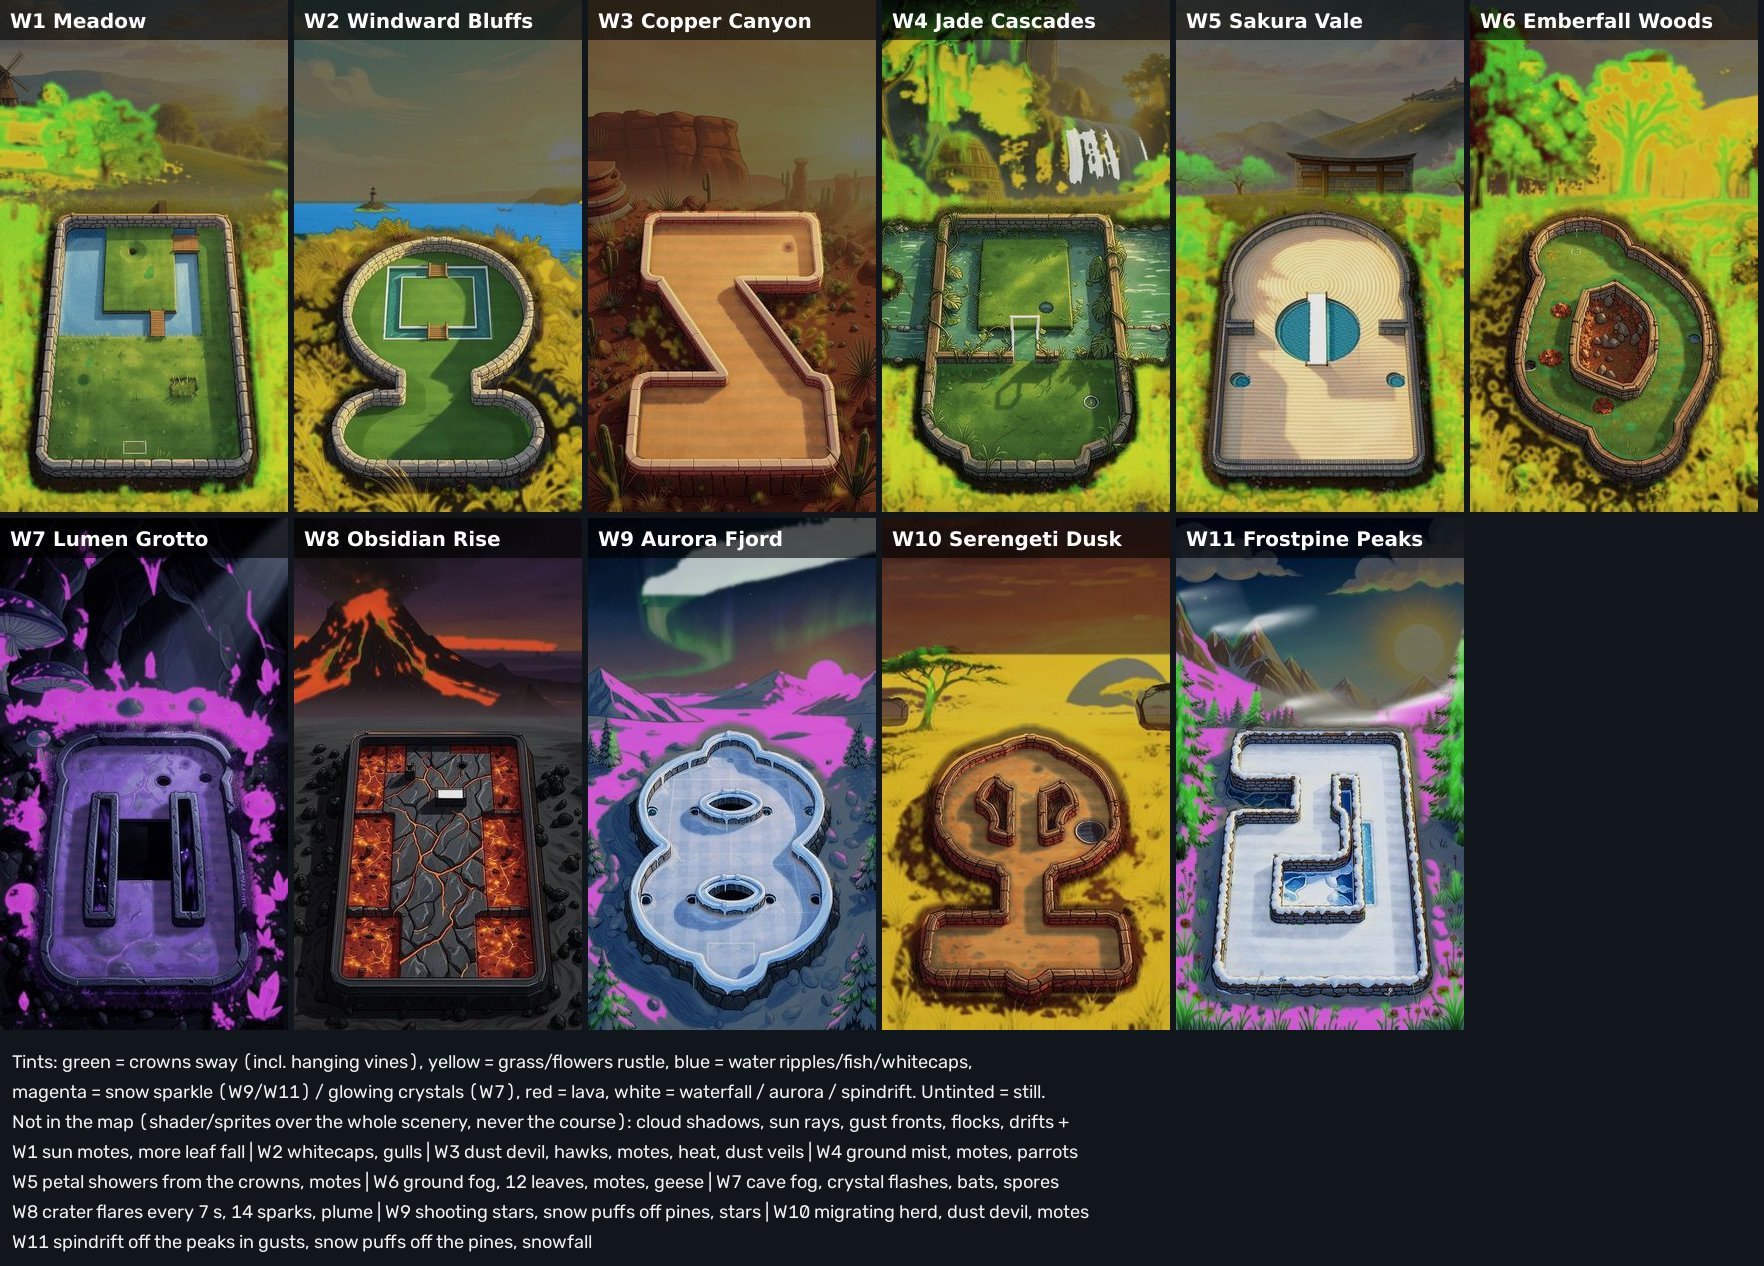 W1 Meadow
W2 Windward Bluffs
W3 Copper Canyon
W4 Jade Cascades
W5 Sakura Vale
W6 Emberfall Woods
W7 Lumen Grotto
W8 Obsidian Rise
W9 Aurora Fjord
W10 Serengeti Dusk
W11 Frostpine Peaks
Tints: green = crowns sway (incl. hanging vines), yellow = grass/flowers rustle, blue = water ripples/fish/whitecaps,
magenta = snow sparkle (W9/W11) / glowing crystals (W7), red = lava, white = waterfall / aurora / spindrift. Untinted = still.
Not in the map (shader/sprites over the whole scenery, never the course): cloud shadows, sun rays, gust fronts, flocks, drifts +
W1 sun motes, more leaf fall | W2 whitecaps, gulls | W3 dust devil, hawks, motes, heat, dust veils | W4 ground mist, motes, parrots
W5 petal showers from the crowns, motes | W6 ground fog, 12 leaves, motes, geese | W7 cave fog, crystal flashes, bats, spores
W8 crater flares every 7 s, 14 sparks, plume | W9 shooting stars, snow puffs off pines, stars | W10 migrating herd, dust devil, motes
W11 spindrift off the peaks in gusts, snow puffs off the pines, snowfall